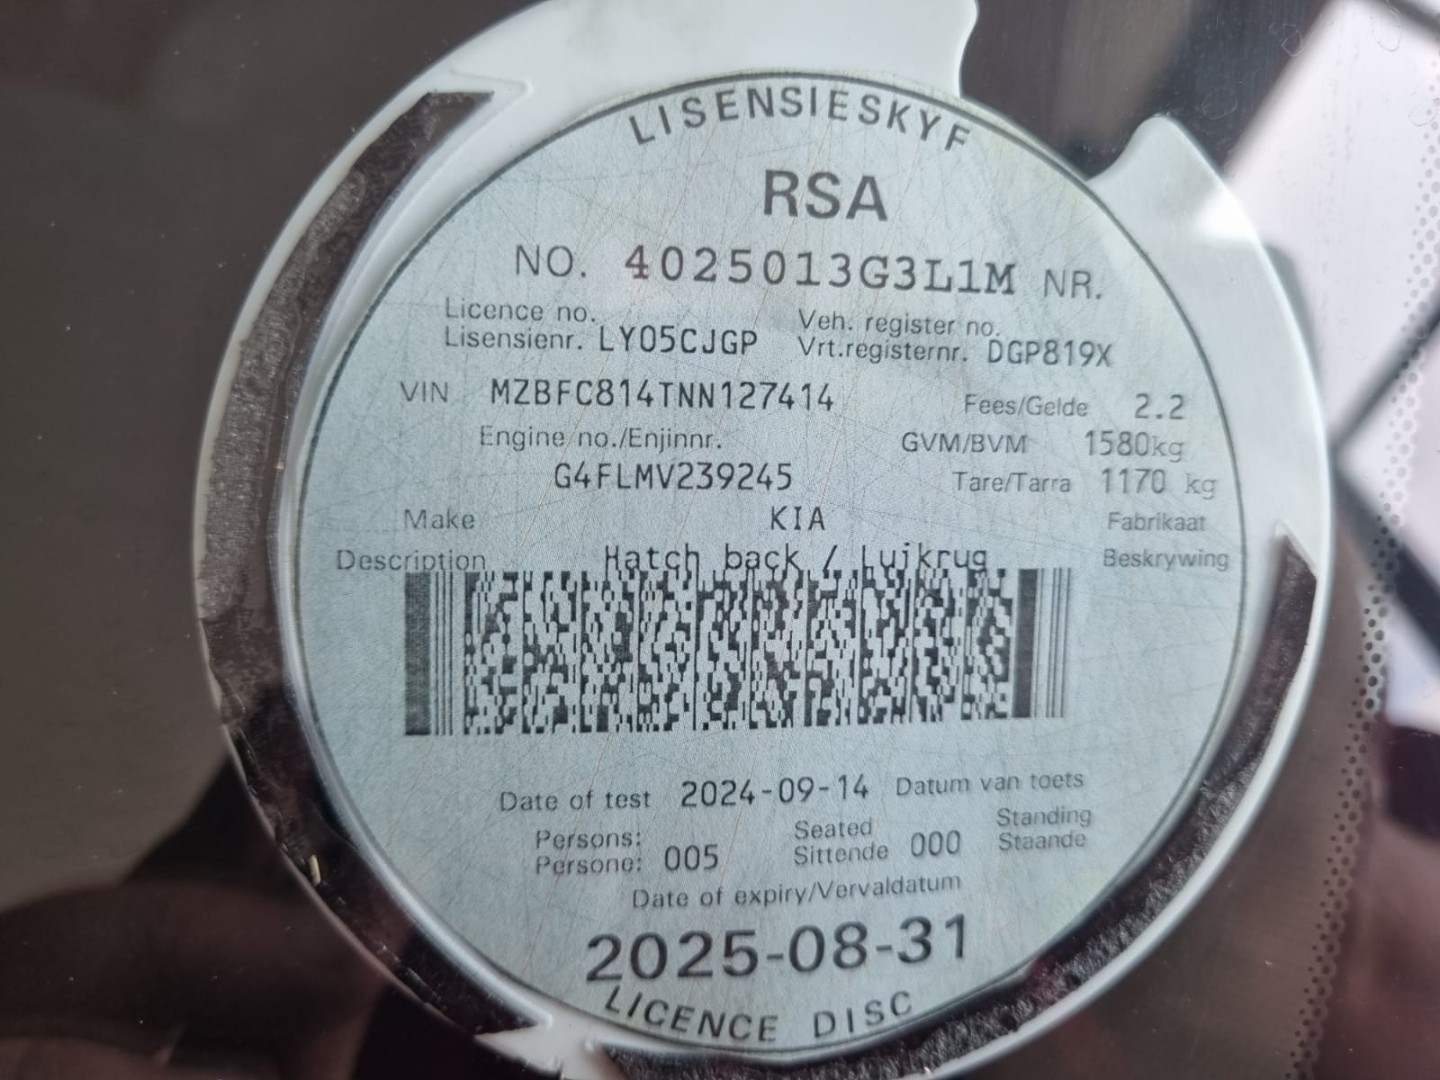 LISENSIESKYF
RSA
NO. 4025013G3L1M NR.
Licence no. Veh. register no.
Lisensienr. LY05CJGP Vrt.registernr. DGP819X
VIN MZBFC814TNN127414 Fees/Gelde 2.2
Engine no./Enjinnr. GVM/BVM 1580kg
G4FLMV239245 Tare/Tarra 1170 kg
Make KIA Fabrikaat
Description Hatch back / Luikrug Beskrywing
Date of test 2024-09-14 Datum van toets
Persons: Seated Standing
Persone: 005 Sittende 000 Staande
Date of expiry/Vervaldatum
2025-08-31
LICENCE DISC